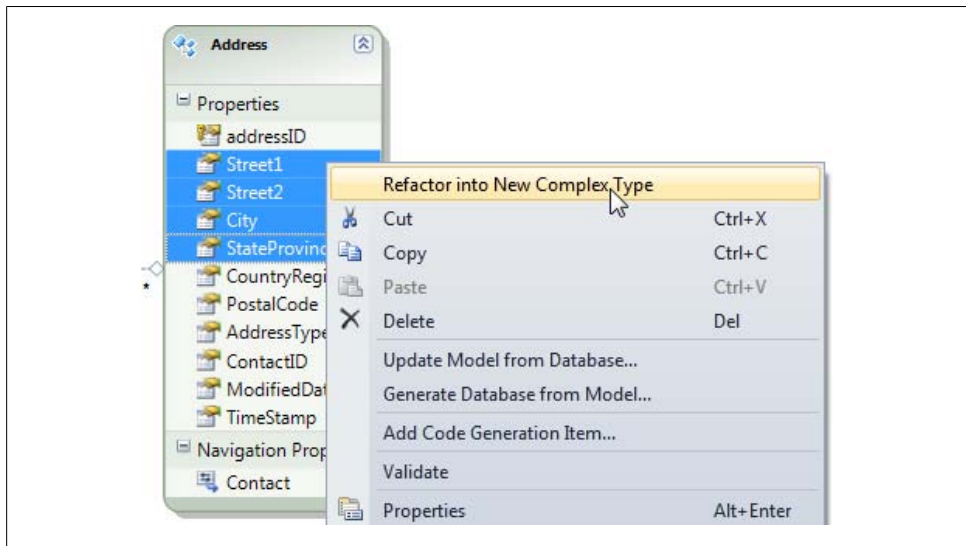 Address
Properties
addressID
Street1
Street2
City
StateProvinc
CountryRegi
PostalCode
AddressType
ContactID
ModifiedDat
TimeStamp
Navigation Prop
Contact
*
Refactor into New Complex Type
Cut Ctrl+X
Copy Ctrl+C
Paste Ctrl+V
Delete Del
Update Model from Database...
Generate Database from Model...
Add Code Generation Item...
Validate
Properties Alt+Enter